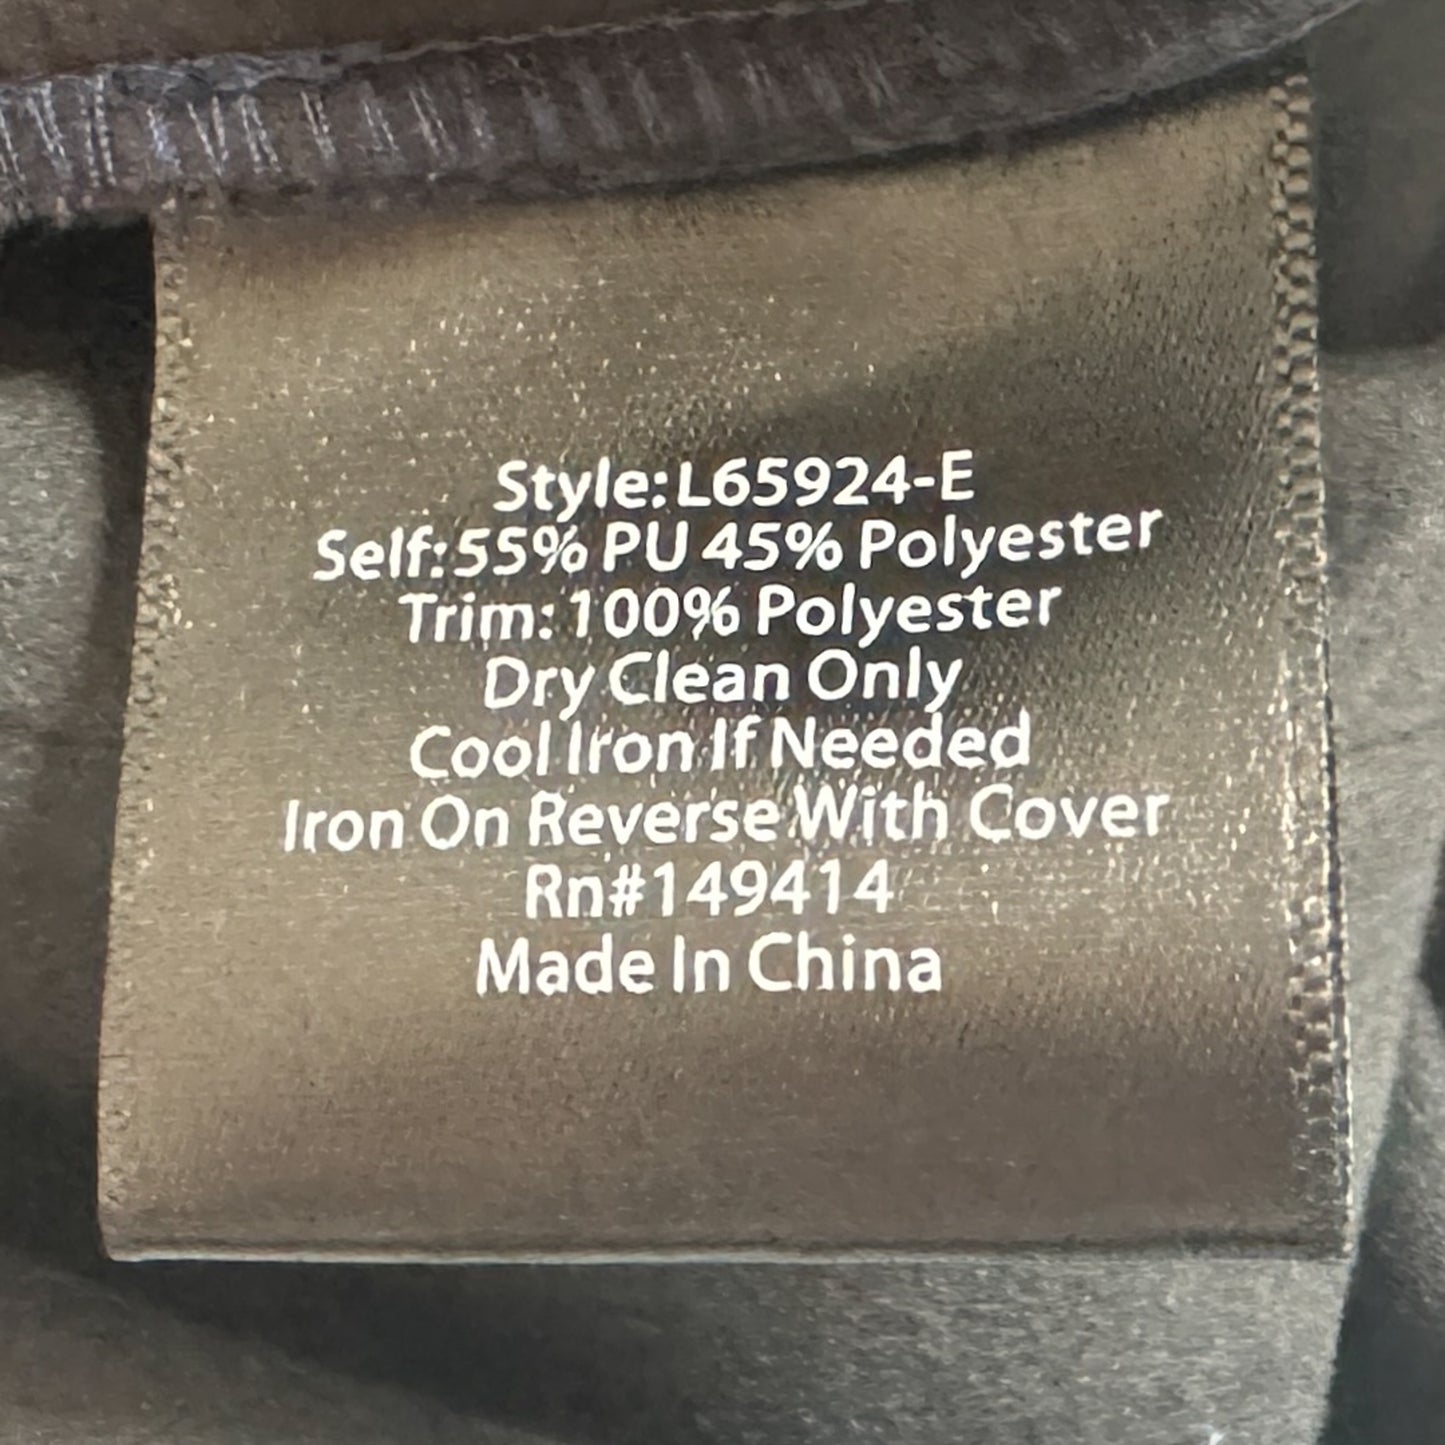 Style:L65924-E
Self:55% PU 45% Polyester
Trim:100% Polyester
Dry Clean Only
Cool Iron If Needed
Iron On Reverse With Cover
Rn#149414
Made In China